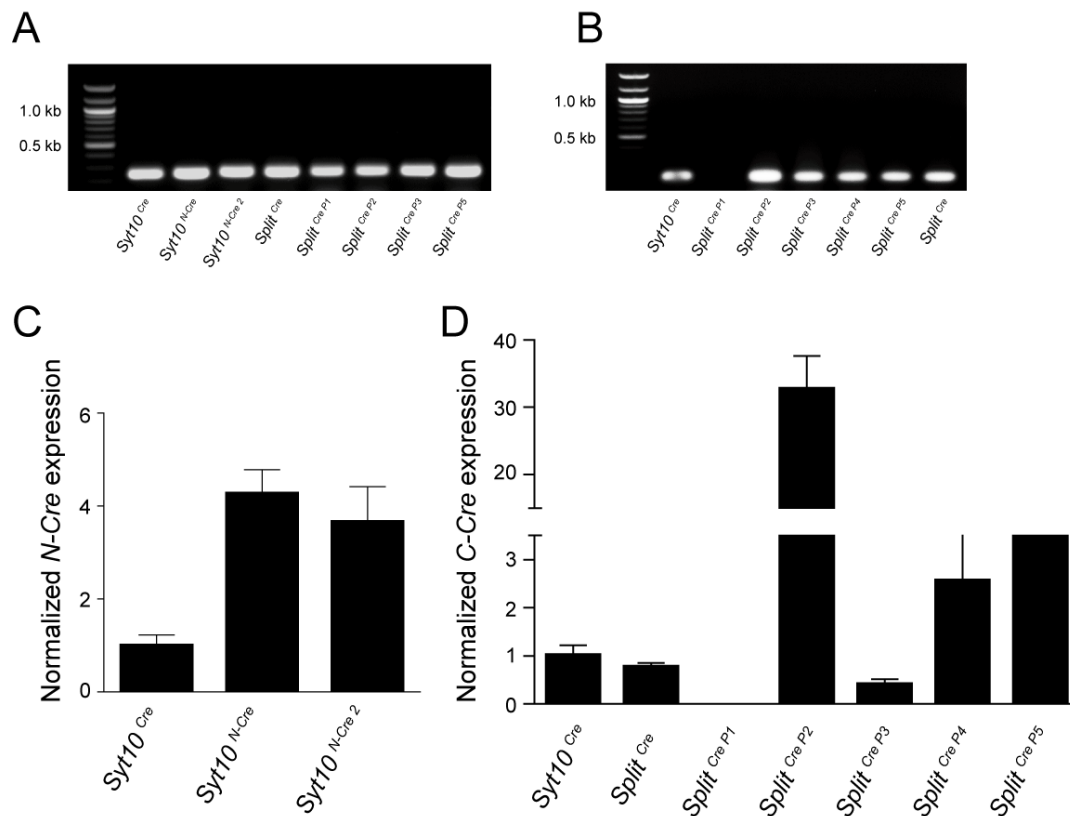 A
1.0 kb
0.5 kb
Syt10 Cre
Syt10 N-Cre
Syt10 N-Cre 2
Split Cre
Split Cre P1
Split Cre P2
Split Cre P3
Split Cre P5
B
1.0 kb
0.5 kb
Syt10 Cre
Split Cre P1
Split Cre P2
Split Cre P3
Split Cre P4
Split Cre P5
Split Cre
C
Normalized N-Cre expression
6
4
2
0
Syt10 Cre
Syt10 N-Cre
Syt10 N-Cre 2
D
Normalized C-Cre expression
40
30
20
3
2
1
0
Syt10 Cre
Split Cre
Split Cre P1
Split Cre P2
Split Cre P3
Split Cre P4
Split Cre P5